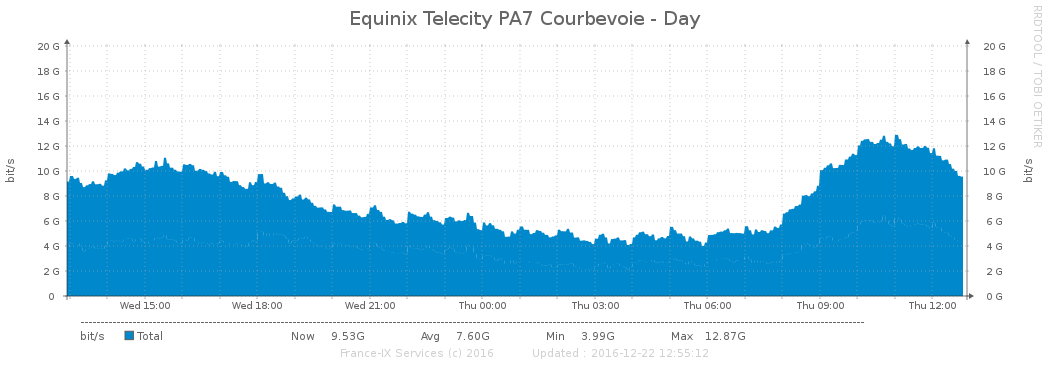 Equinix Telecity PA7 Courbevoie - Day
RRDTOOL / TOBI OETIKER
20 G 20 G
18 G 18 G
16 G 16 G
14 G 14 G
12 G 12 G
10 G 10 G
8 G 8 G
6 G 6 G
4 G 4 G
2 G 2 G
0 0 G
bit/s bit/s
Wed 15:00 Wed 18:00 Wed 21:00 Thu 00:00 Thu 03:00 Thu 06:00 Thu 09:00 Thu 12:00
bit/s Total Now 9.53G Avg 7.60G Min 3.99G Max 12.87G
France-IX Services (c) 2016 Updated : 2016-12-22 12:55:12